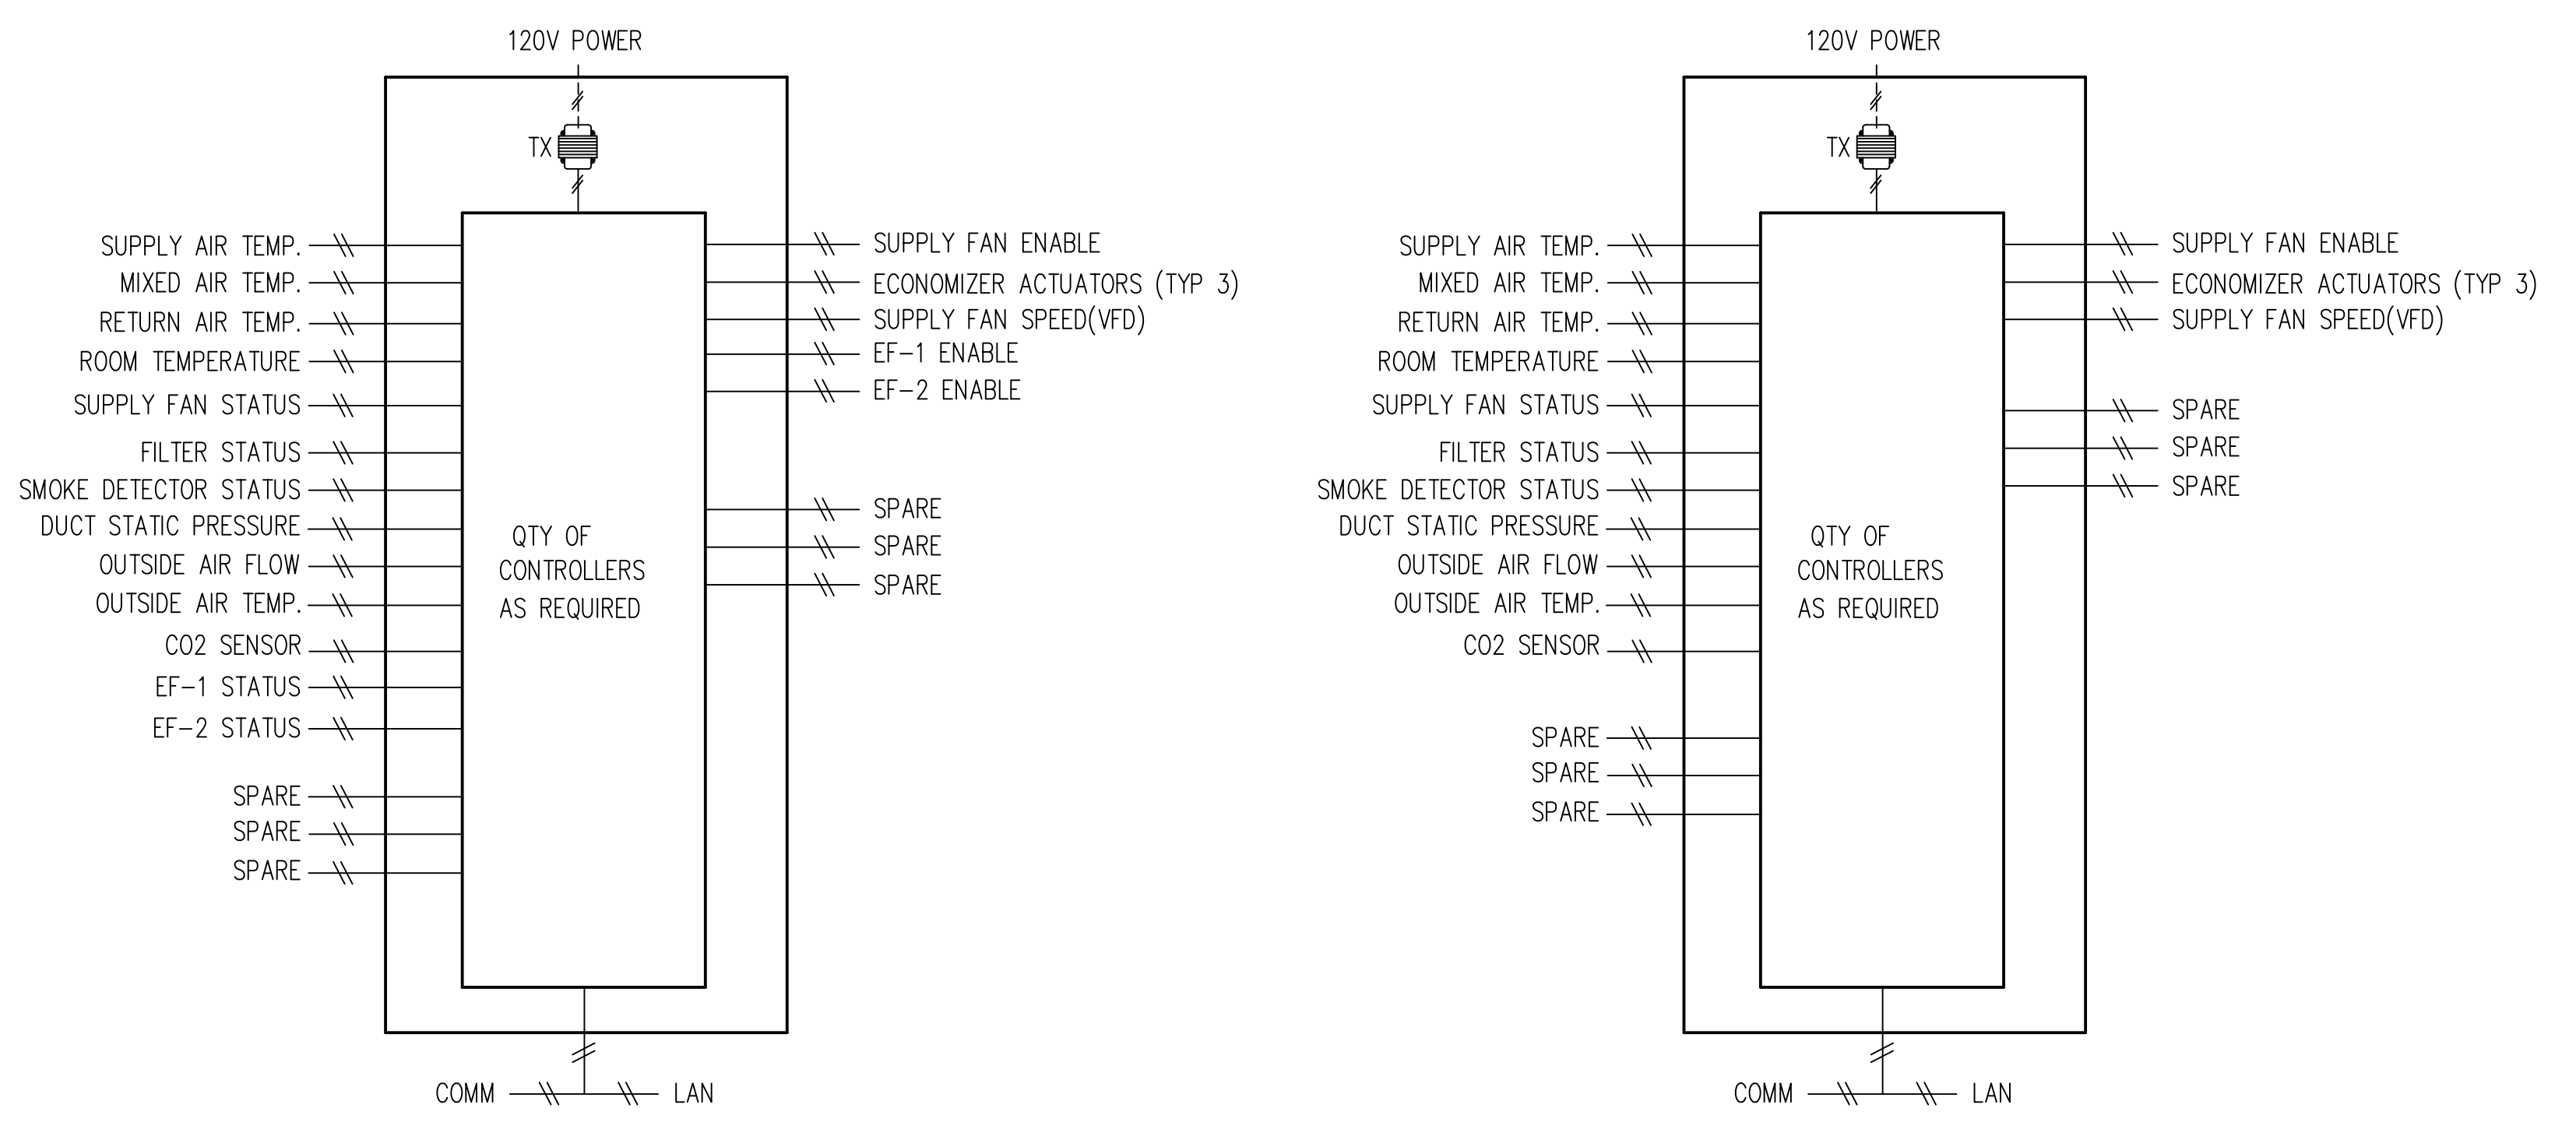 120V POWER
TX
SUPPLY AIR TEMP.
MIXED AIR TEMP.
RETURN AIR TEMP.
ROOM TEMPERATURE
SUPPLY FAN STATUS
FILTER STATUS
SMOKE DETECTOR STATUS
DUCT STATIC PRESSURE
OUTSIDE AIR FLOW
OUTSIDE AIR TEMP.
CO2 SENSOR
EF-1 STATUS
EF-2 STATUS
SPARE
SPARE
SPARE
QTY OF
CONTROLLERS
AS REQUIRED
SUPPLY FAN ENABLE
ECONOMIZER ACTUATORS (TYP 3)
SUPPLY FAN SPEED(VFD)
EF-1 ENABLE
EF-2 ENABLE
SPARE
SPARE
SPARE
COMM
LAN
120V POWER
TX
SUPPLY AIR TEMP.
MIXED AIR TEMP.
RETURN AIR TEMP.
ROOM TEMPERATURE
SUPPLY FAN STATUS
FILTER STATUS
SMOKE DETECTOR STATUS
DUCT STATIC PRESSURE
OUTSIDE AIR FLOW
OUTSIDE AIR TEMP.
CO2 SENSOR
SPARE
SPARE
SPARE
QTY OF
CONTROLLERS
AS REQUIRED
SUPPLY FAN ENABLE
ECONOMIZER ACTUATORS (TYP 3)
SUPPLY FAN SPEED(VFD)
SPARE
SPARE
SPARE
COMM
LAN